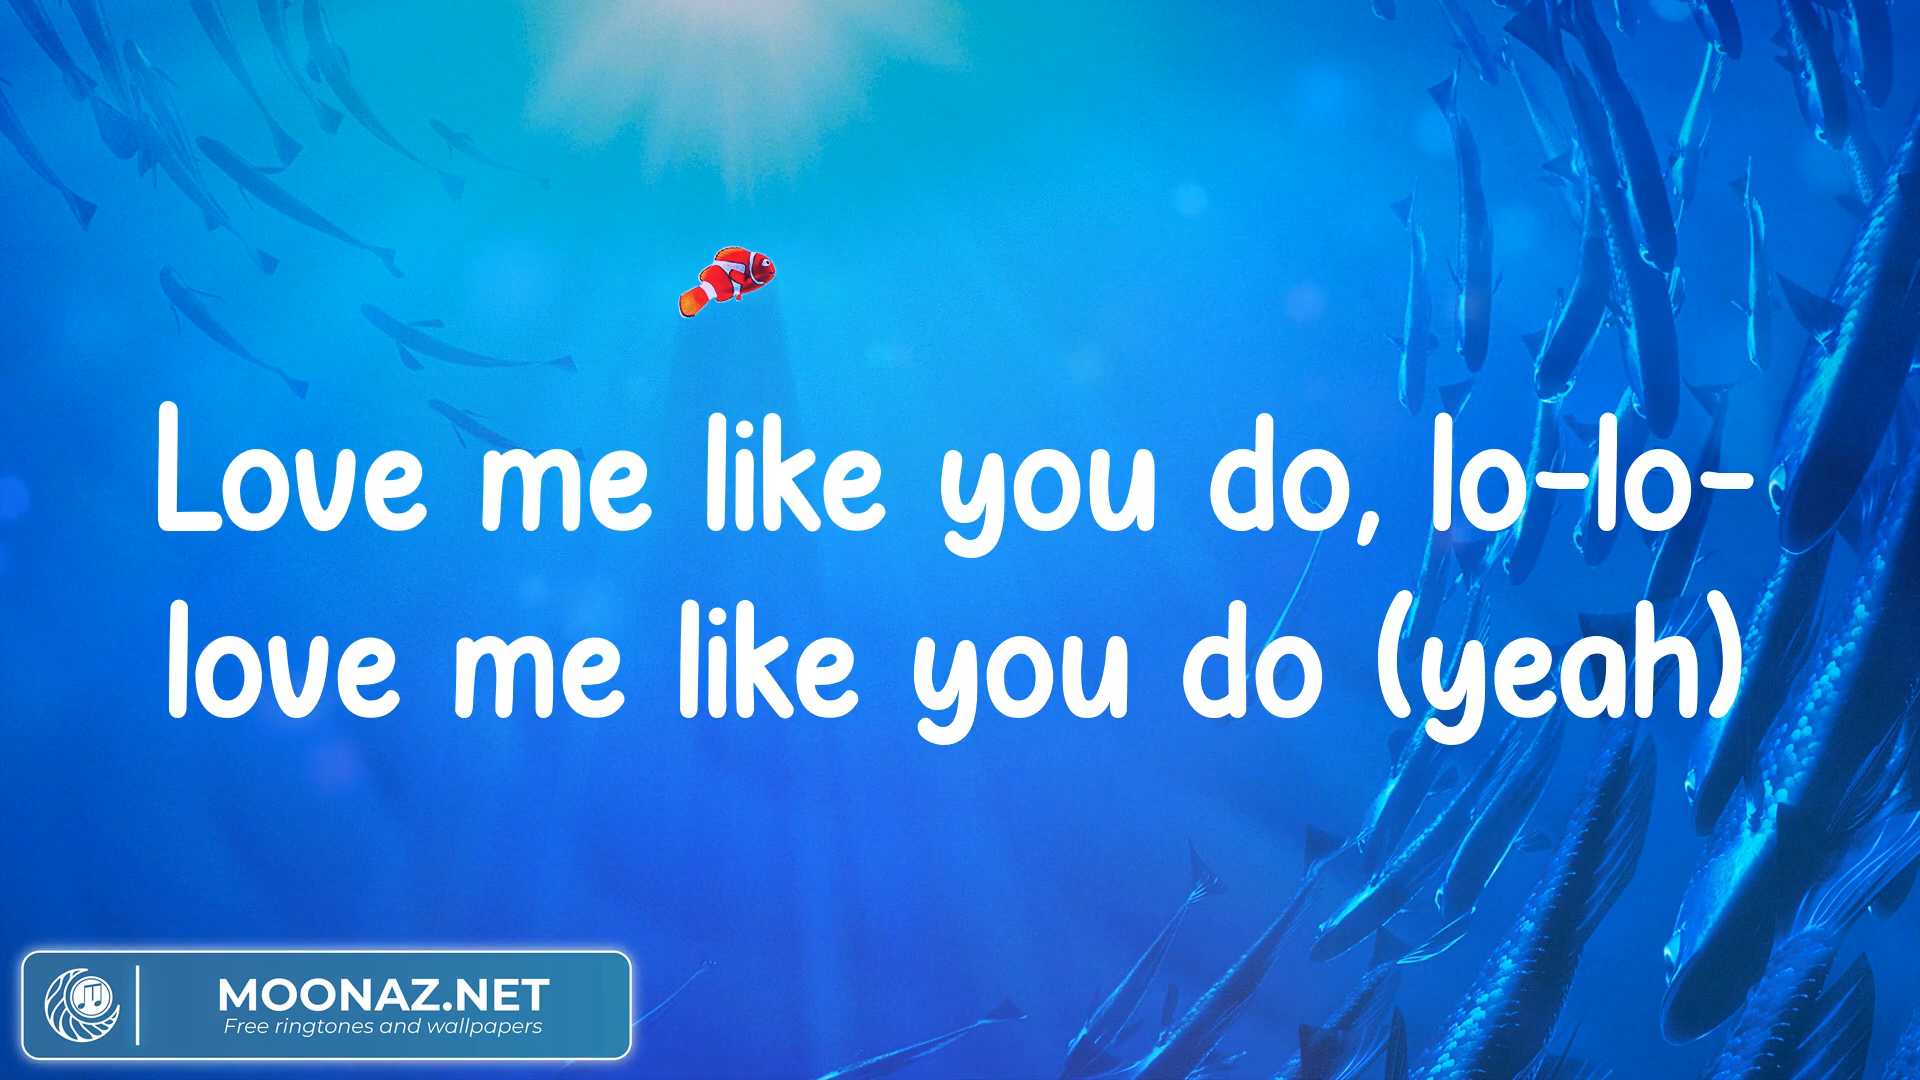 Love me like you do, lo-lo-
love me like you do (yeah)
MOONAZ.NET
Free ringtones and wallpapers